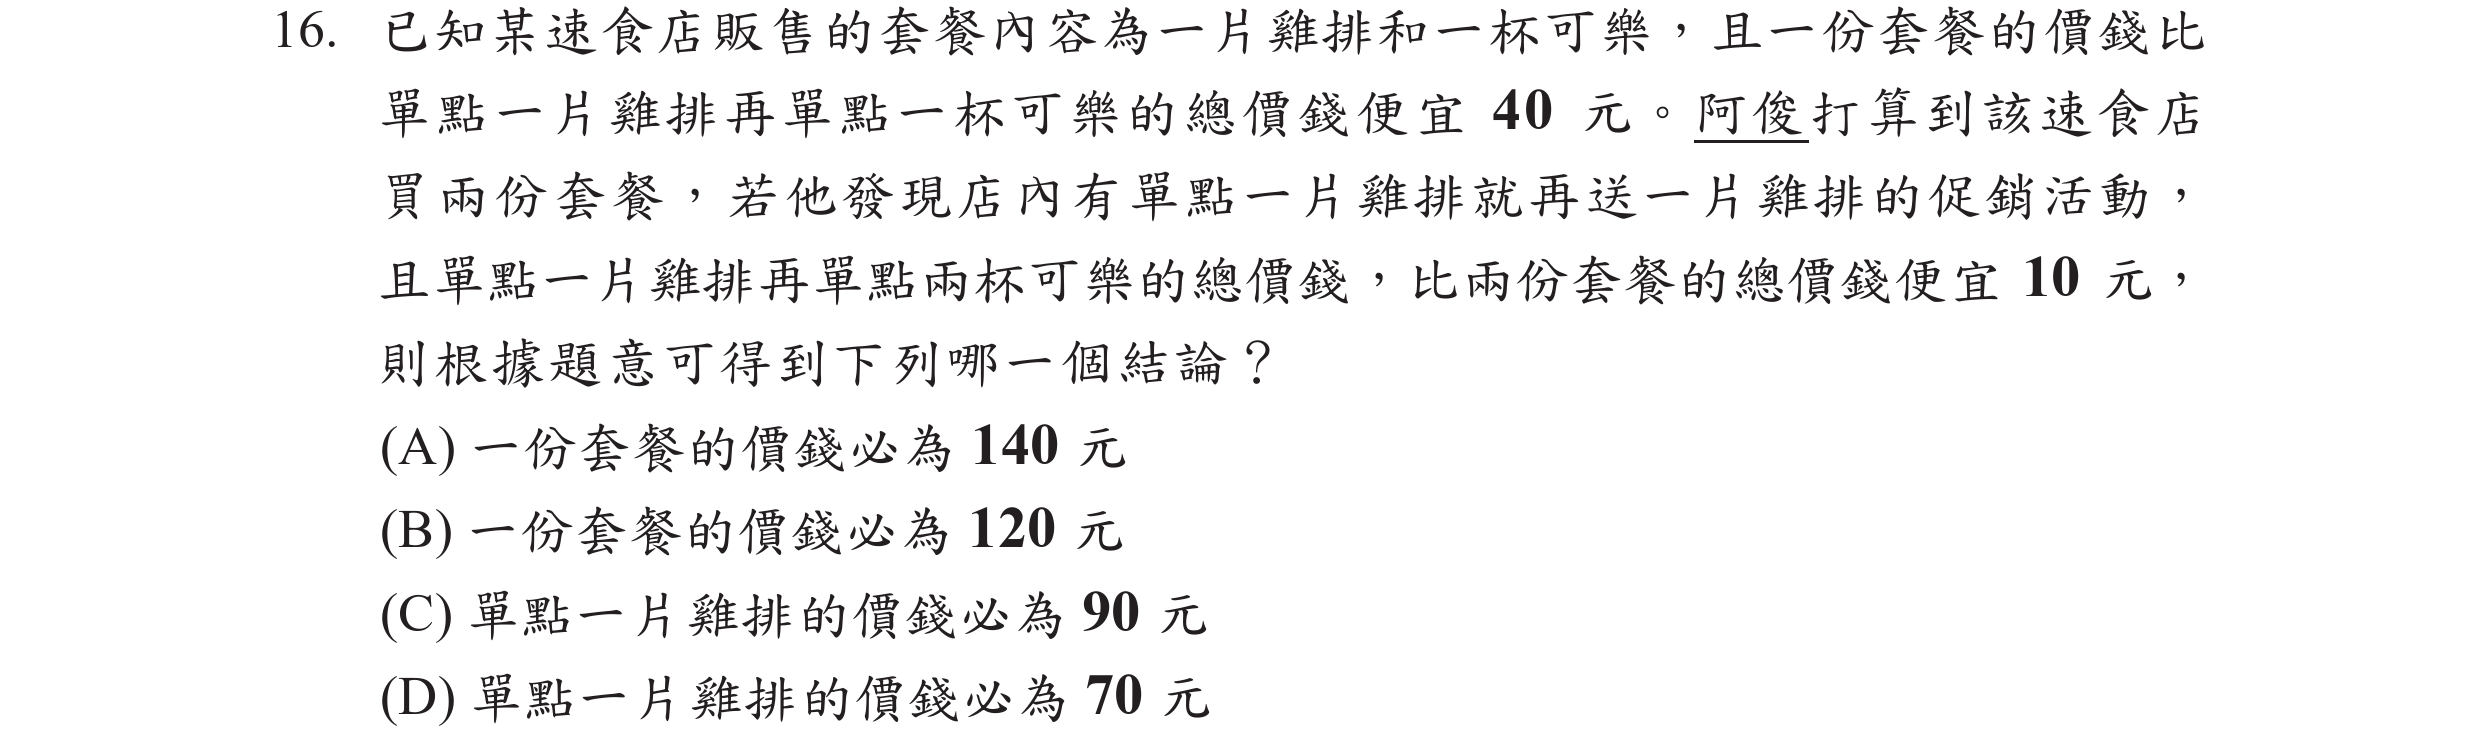 16. 已知某速食店販售的套餐內容為一片雞排和一杯可樂，且一份套餐的價錢比
單點一片雞排再單點一杯可樂的總價錢便宜 40 元。阿俊打算到該速食店
買兩份套餐，若他發現店內有單點一片雞排就再送一片雞排的促銷活動，
且單點一片雞排再單點兩杯可樂的總價錢，比兩份套餐的總價錢便宜 10 元，
則根據題意可得到下列哪一個結論？
(A) 一份套餐的價錢必為 140 元
(B) 一份套餐的價錢必為 120 元
(C) 單點一片雞排的價錢必為 90 元
(D) 單點一片雞排的價錢必為 70 元